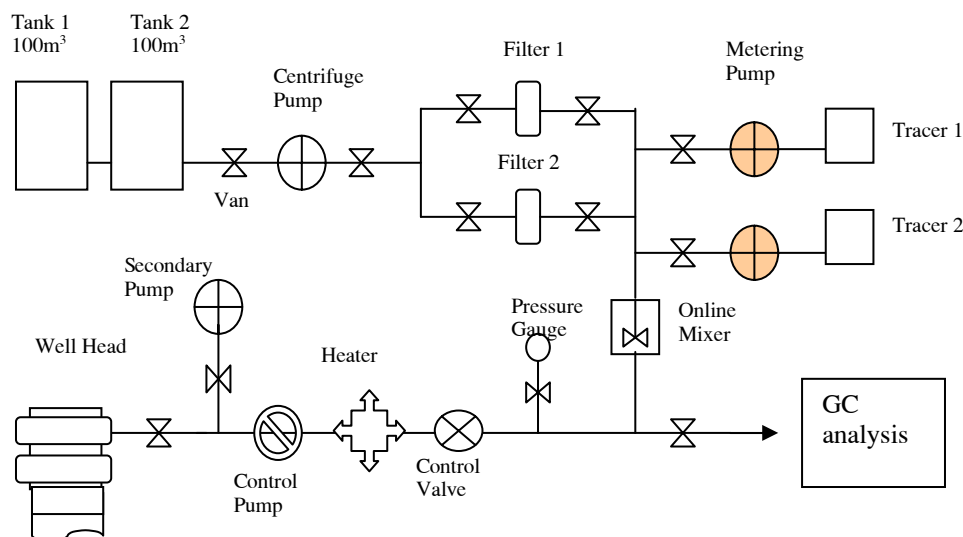 Tank 1
100m³
Tank 2
100m³
Centrifuge
Pump
Filter 1
Metering
Pump
Tracer 1
Van
Filter 2
Tracer 2
Secondary
Pump
Pressure
Gauge
Online
Mixer
Well Head
Heater
GC
analysis
Control
Pump
Control
Valve